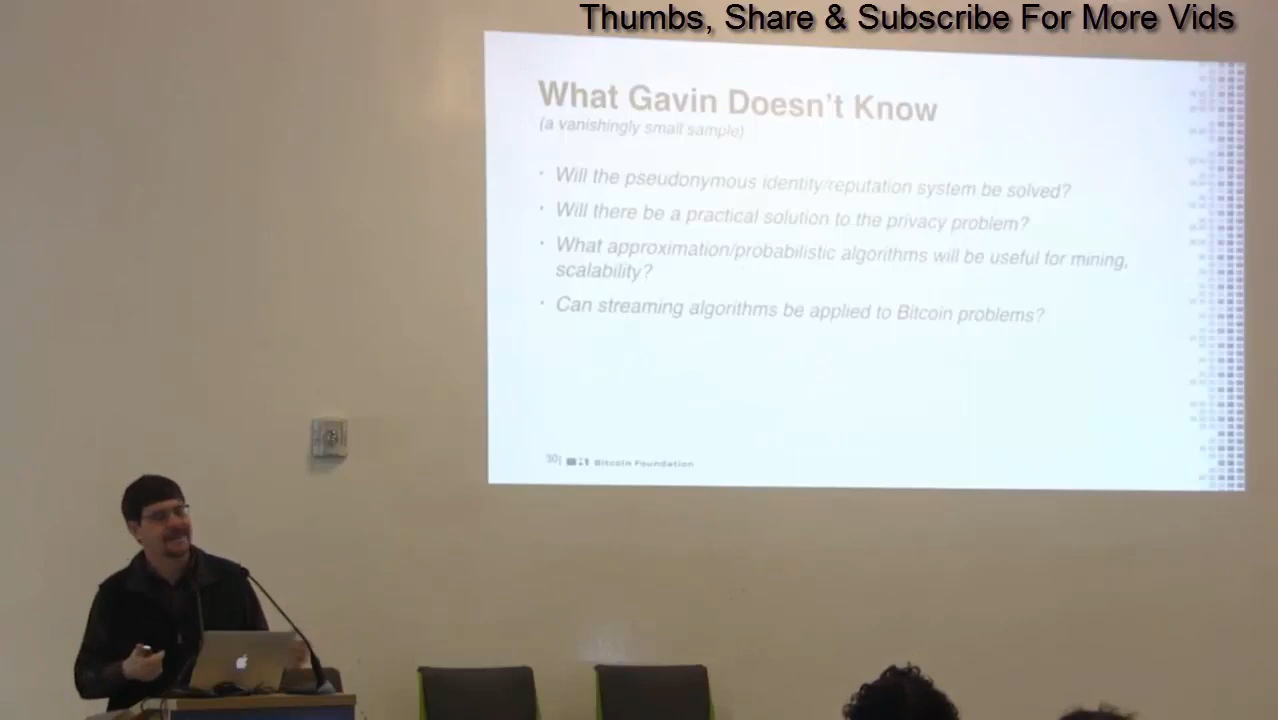 Thumbs, Share & Subscribe For More Vids
What Gavin Doesn't Know
(a vanishingly small sample)
· Will the pseudonymous identity/reputation system be solved?
· Will there be a practical solution to the privacy problem?
· What approximation/probabilistic algorithms will be useful for mining,
scalability?
· Can streaming algorithms be applied to Bitcoin problems?
30| Bitcoin Foundation